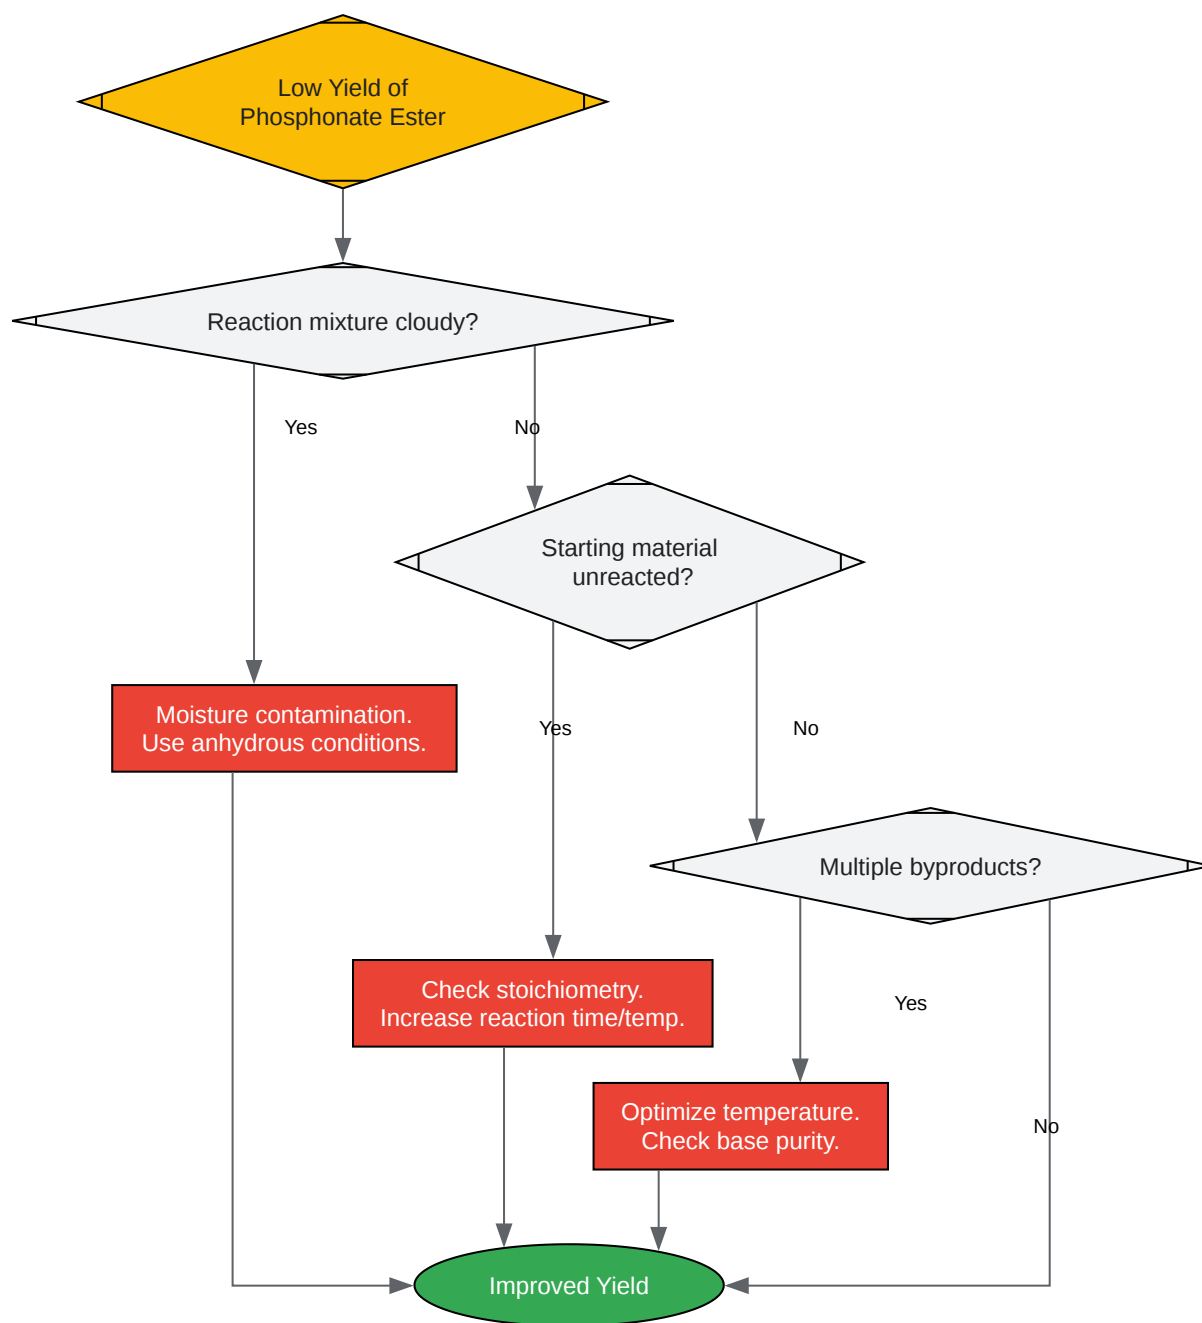 Low Yield of
Phosphonate Ester
Reaction mixture cloudy?
Yes
No
Starting material
unreacted?
Moisture contamination.
Use anhydrous conditions.
Yes
No
Multiple byproducts?
Check stoichiometry.
Increase reaction time/temp.
Yes
Optimize temperature.
Check base purity.
No
Improved Yield